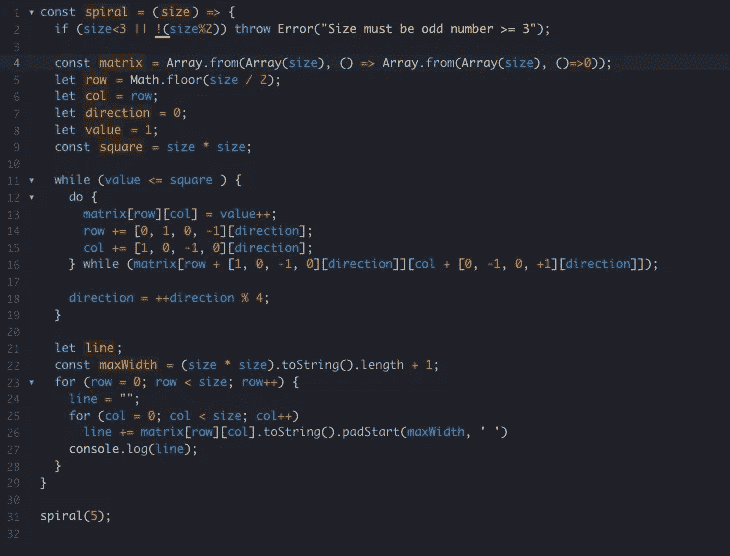 1 ▾ const spiral = (size) => {
2     if (size<3 || !(size%2)) throw Error("Size must be odd number >= 3");
3
4     const matrix = Array.from(Array(size), () => Array.from(Array(size), ()=>0));
5     let row = Math.floor(size / 2);
6     let col = row;
7     let direction = 0;
8     let value = 1;
9     const square = size * size;
10
11 ▾   while (value <= square ) {
12 ▾     do {
13         matrix[row][col] = value++;
14         row += [0, 1, 0, -1][direction];
15         col += [1, 0, -1, 0][direction];
16       } while (matrix[row + [1, 0, -1, 0][direction]][col + [0, -1, 0, +1][direction]]);
17
18       direction = ++direction % 4;
19     }
20
21     let line;
22     const maxWidth = (size * size).toString().length + 1;
23 ▾   for (row = 0; row < size; row++) {
24       line = "";
25       for (col = 0; col < size; col++)
26         line += matrix[row][col].toString().padStart(maxWidth, ' ')
27       console.log(line);
28     }
29   }
30
31   spiral(5);
32